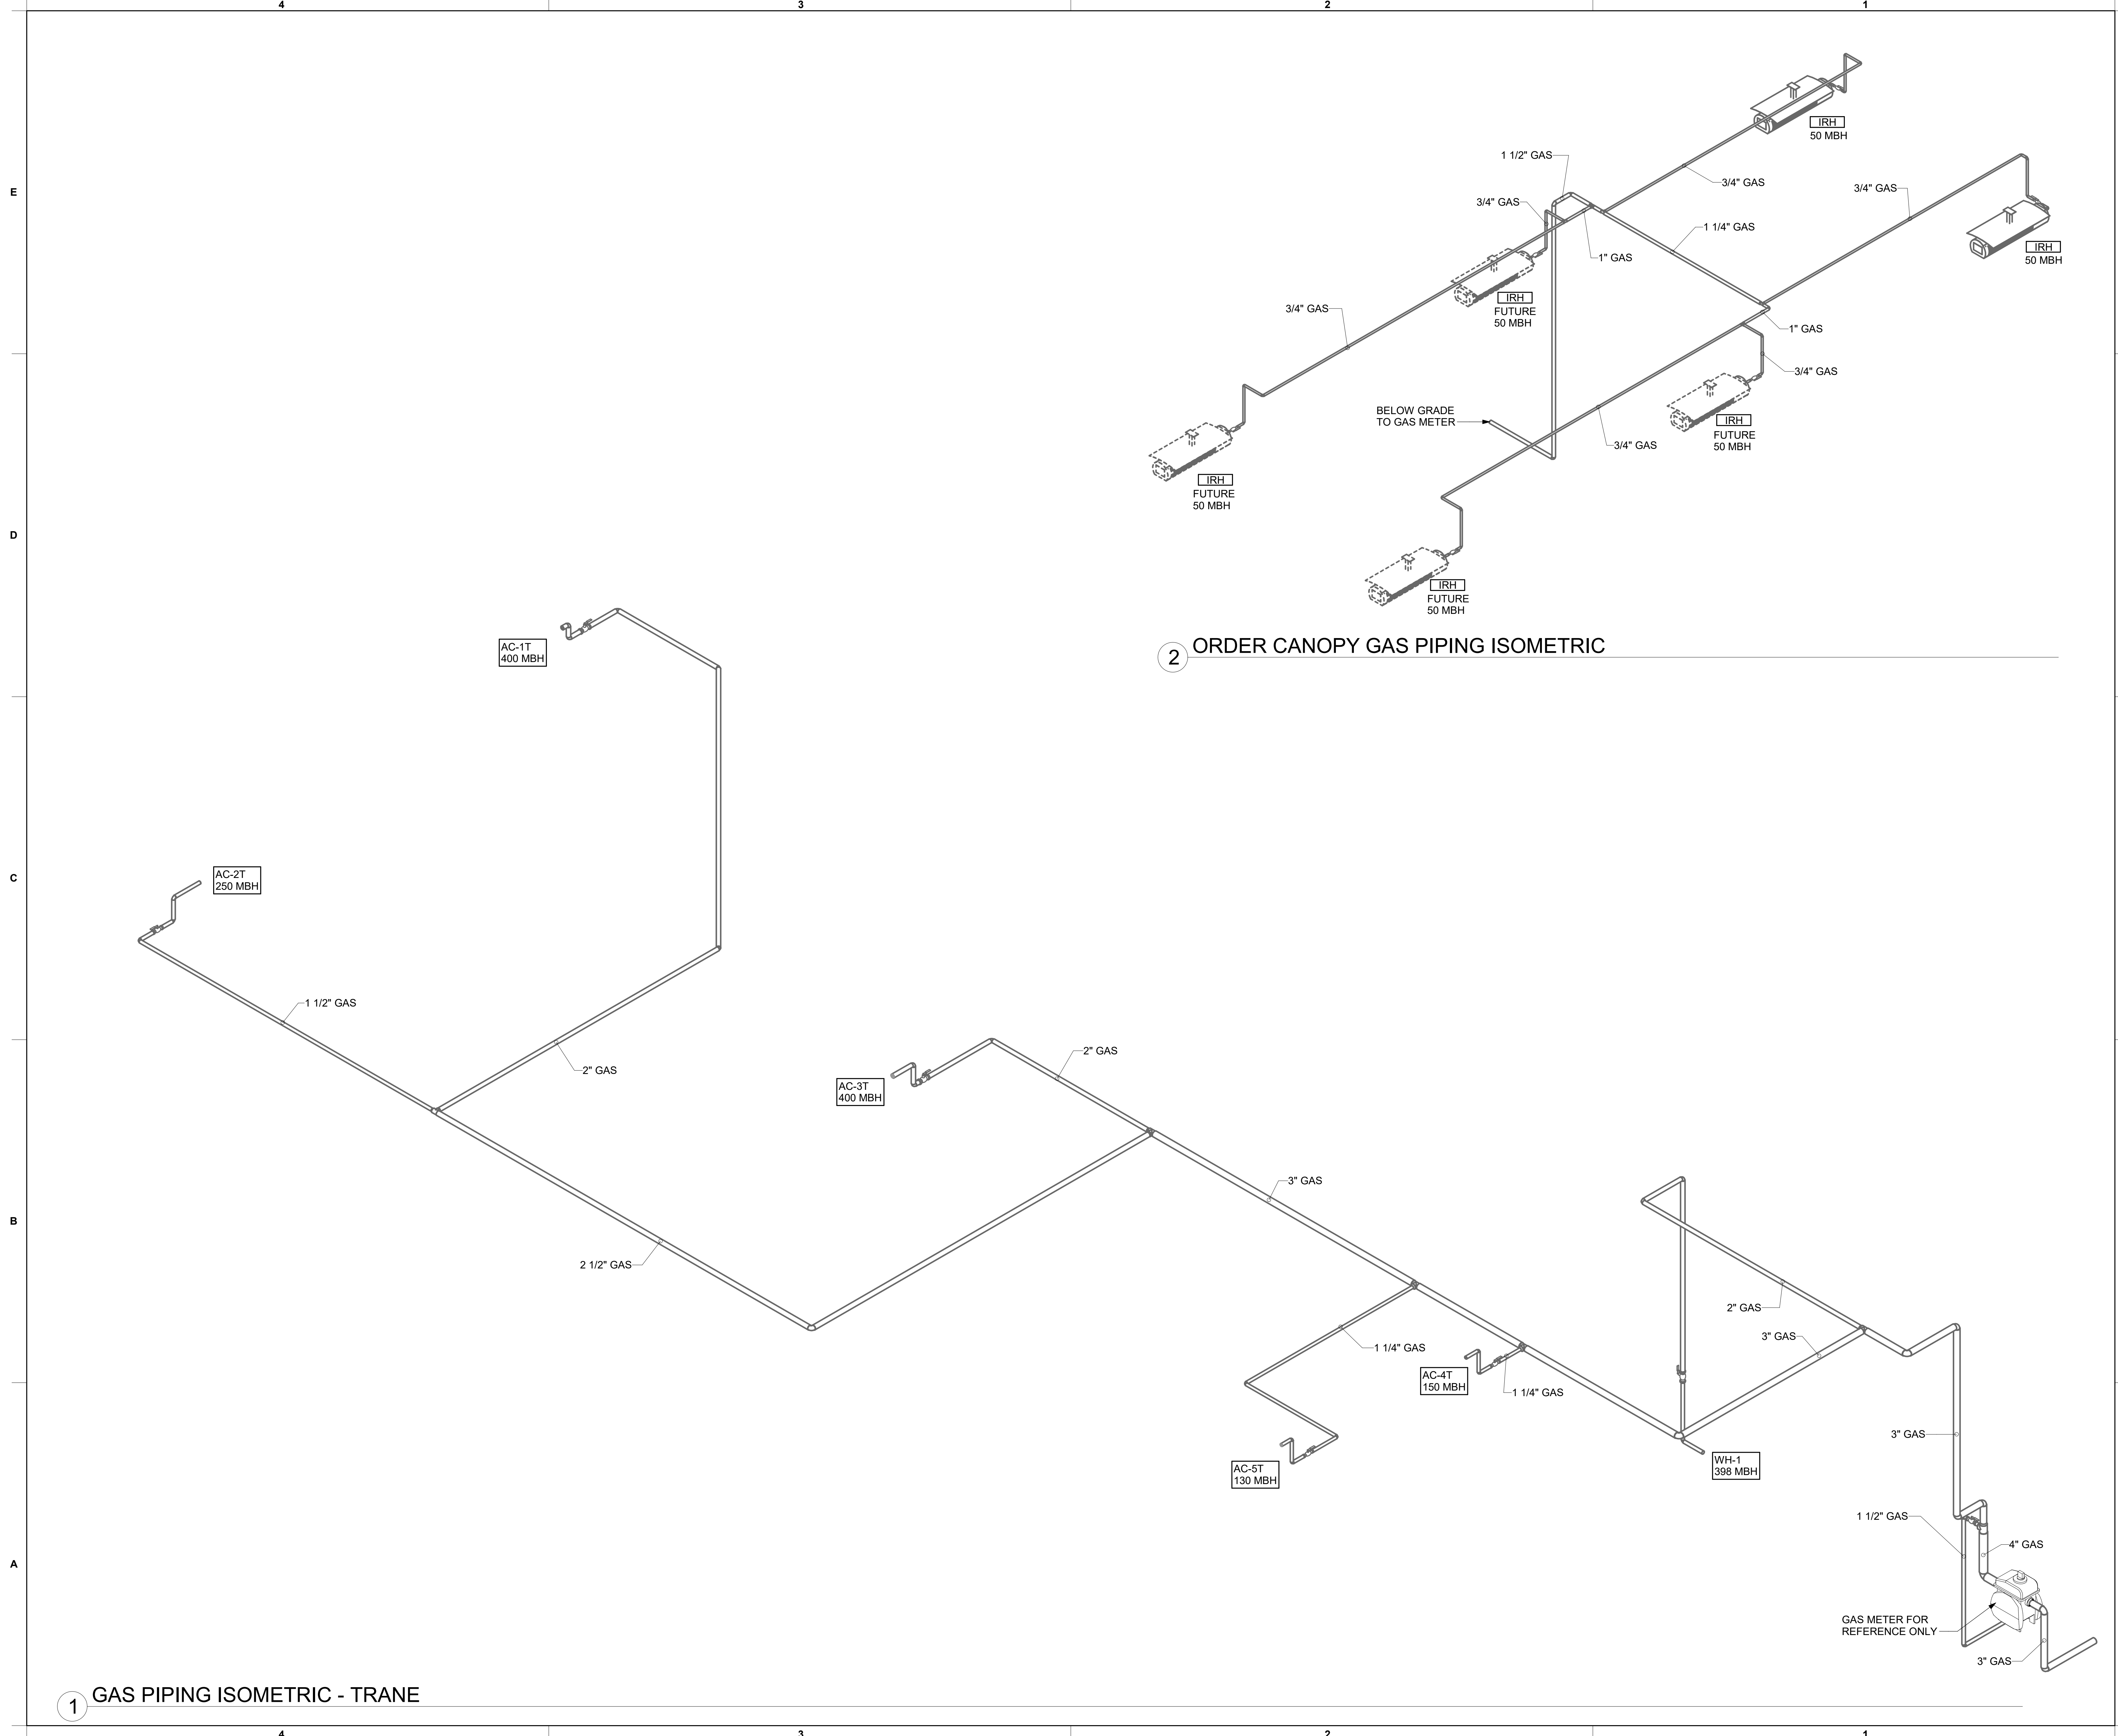 4
3
2
1
E
D
C
B
A
IRH
50 MBH
1 1/2" GAS
3/4" GAS
3/4" GAS
3/4" GAS
1 1/4" GAS
1" GAS
IRH
50 MBH
IRH
FUTURE
50 MBH
3/4" GAS
1" GAS
3/4" GAS
BELOW GRADE
TO GAS METER
IRH
FUTURE
50 MBH
3/4" GAS
IRH
FUTURE
50 MBH
IRH
FUTURE
50 MBH
2
ORDER CANOPY GAS PIPING ISOMETRIC
AC-1T
400 MBH
AC-2T
250 MBH
1 1/2" GAS
2" GAS
AC-3T
400 MBH
2" GAS
3" GAS
2 1/2" GAS
2" GAS
3" GAS
1 1/4" GAS
AC-4T
150 MBH
1 1/4" GAS
3" GAS
AC-5T
130 MBH
WH-1
398 MBH
1 1/2" GAS
4" GAS
GAS METER FOR
REFERENCE ONLY
3" GAS
1
GAS PIPING ISOMETRIC - TRANE
4
3
2
1